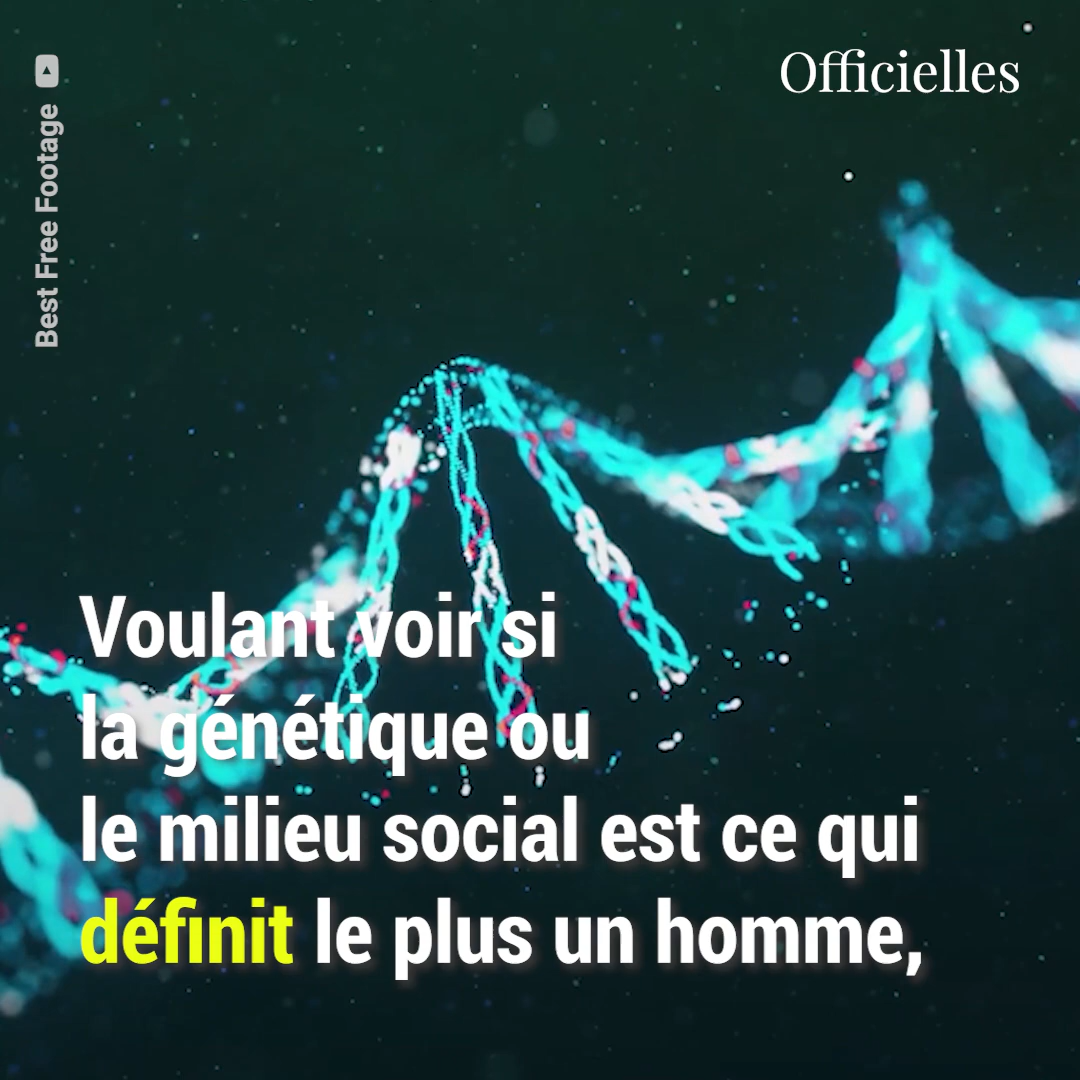 Officielles
Best Free Footage
Voulant voir si
la génétique ou
le milieu social est ce qui
définit le plus un homme,